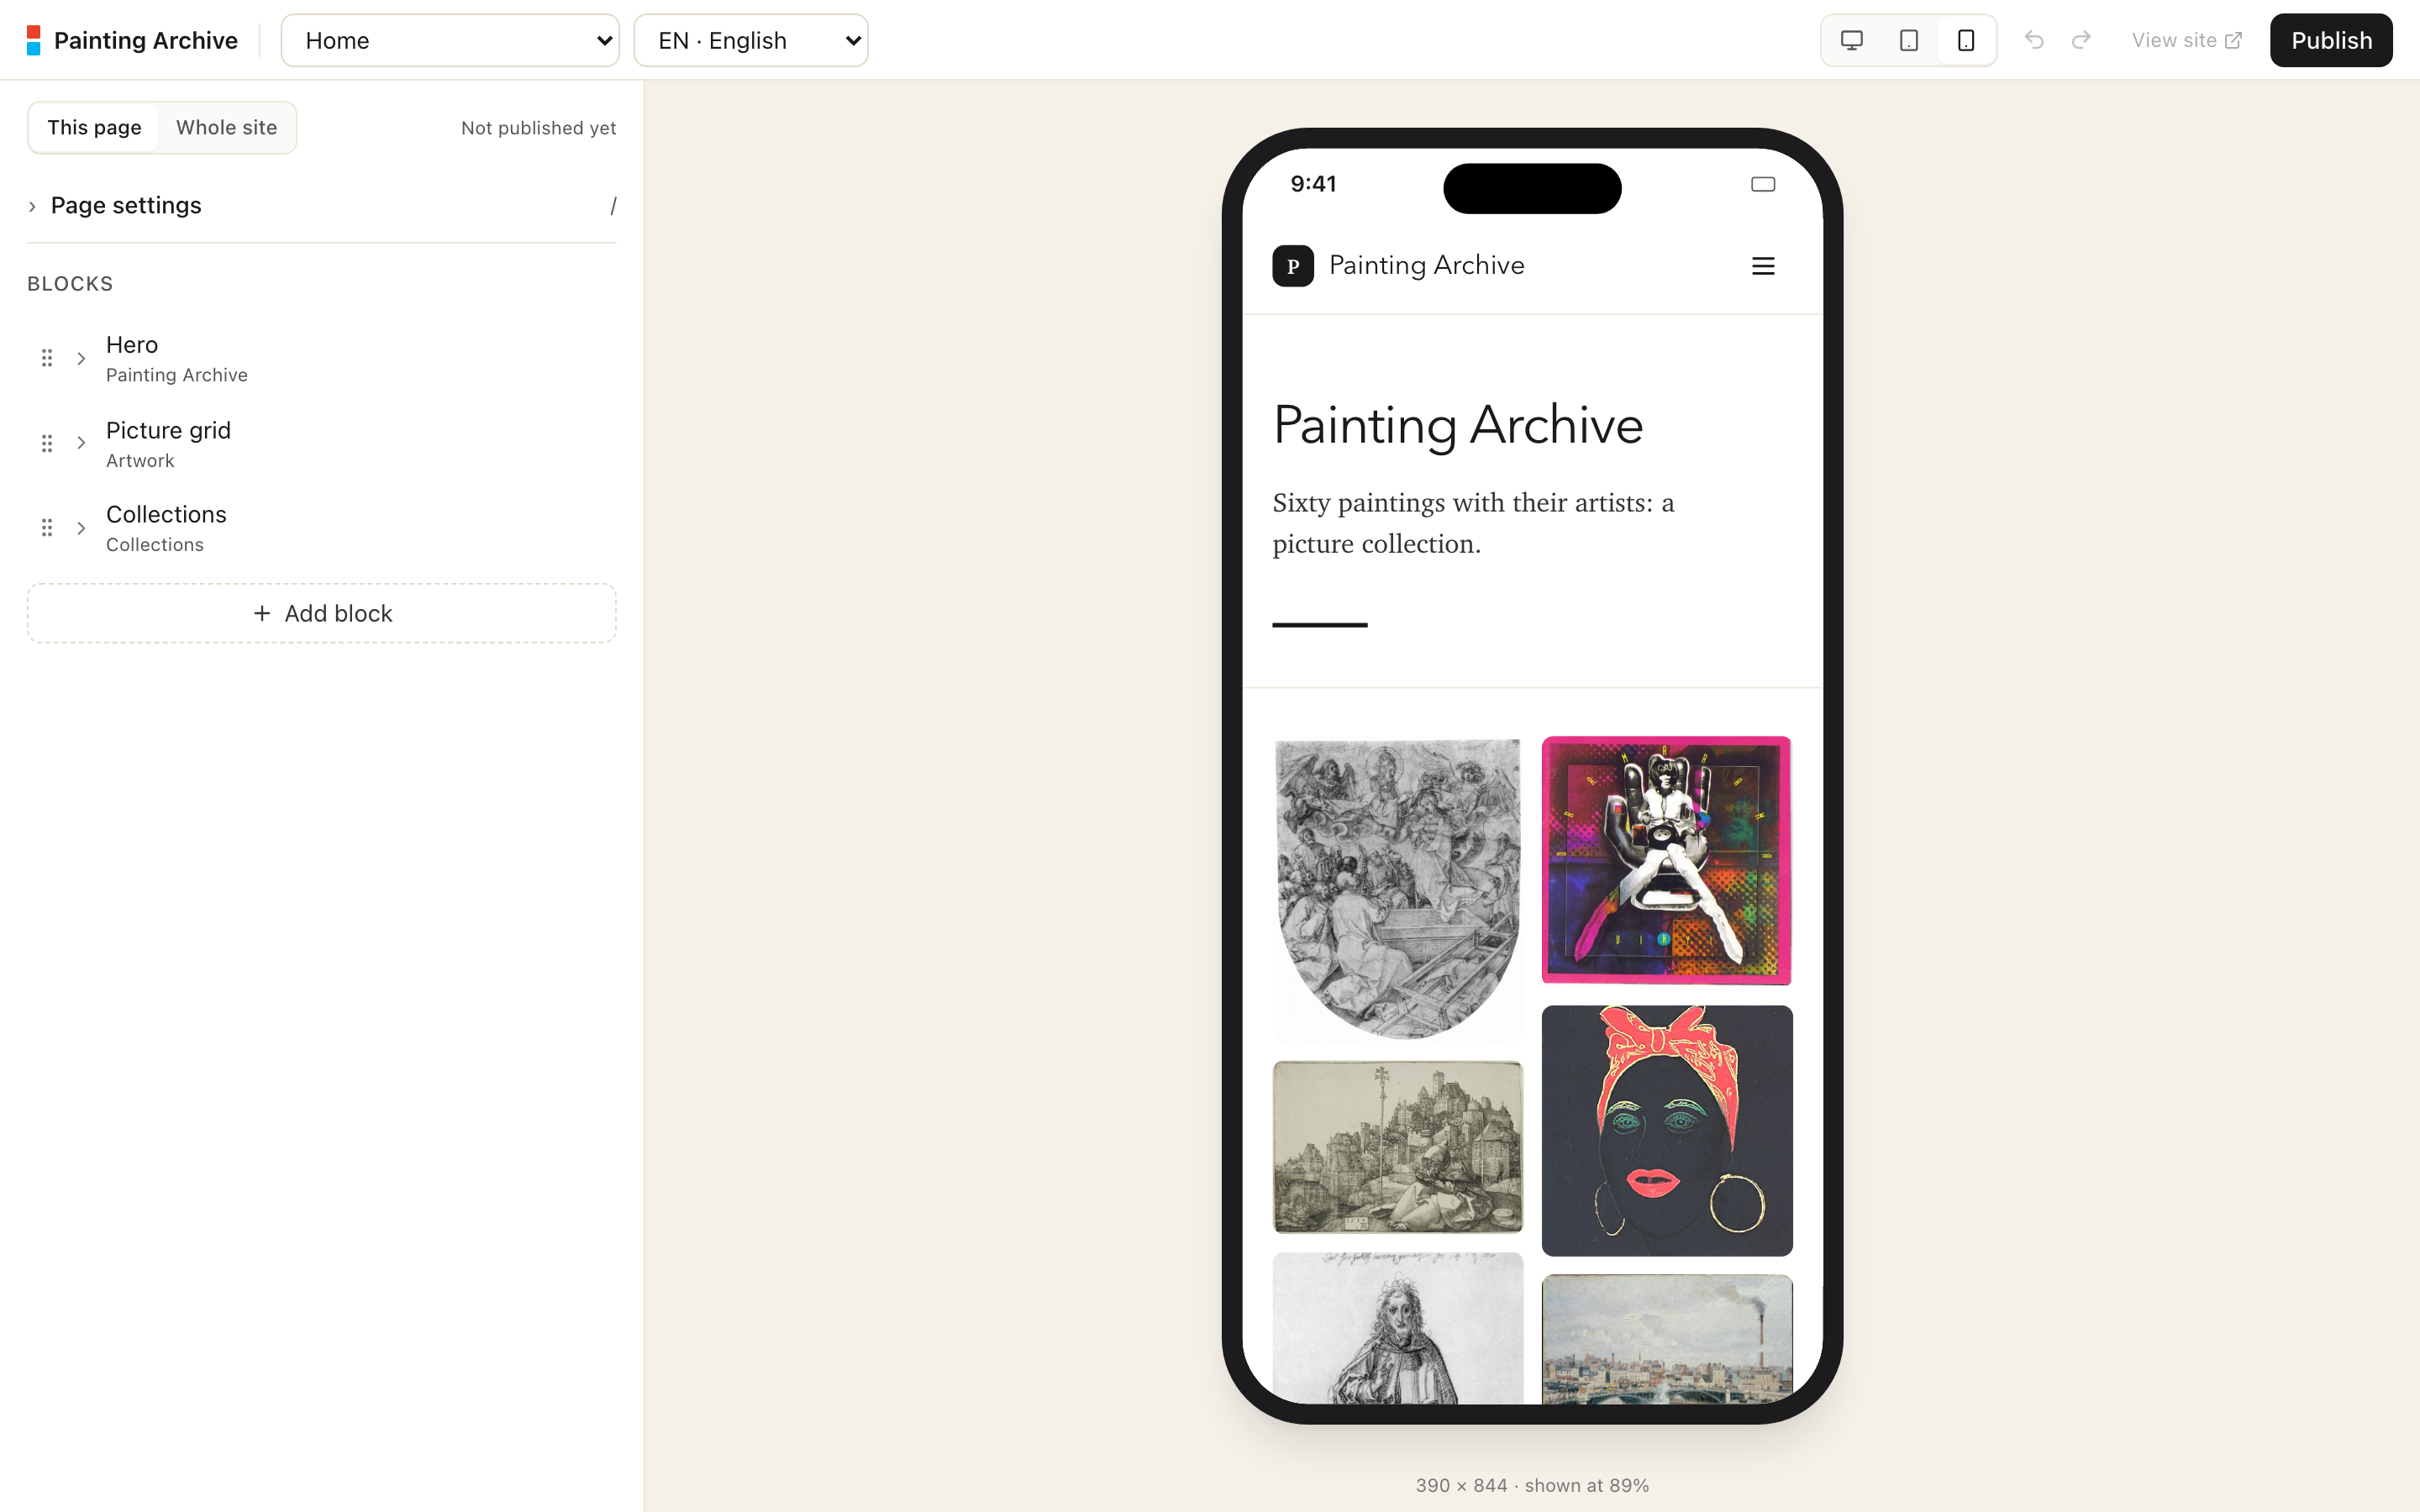 Painting Archive
Home
EN · English
View site
Publish
This page
Whole site
Not published yet
Page settings
/
BLOCKS
Hero
Painting Archive
Picture grid
Artwork
Collections
Collections
Add block
9:41
P
Painting Archive
Painting Archive
Sixty paintings with their artists: a
picture collection.
390 × 844 · shown at 89%